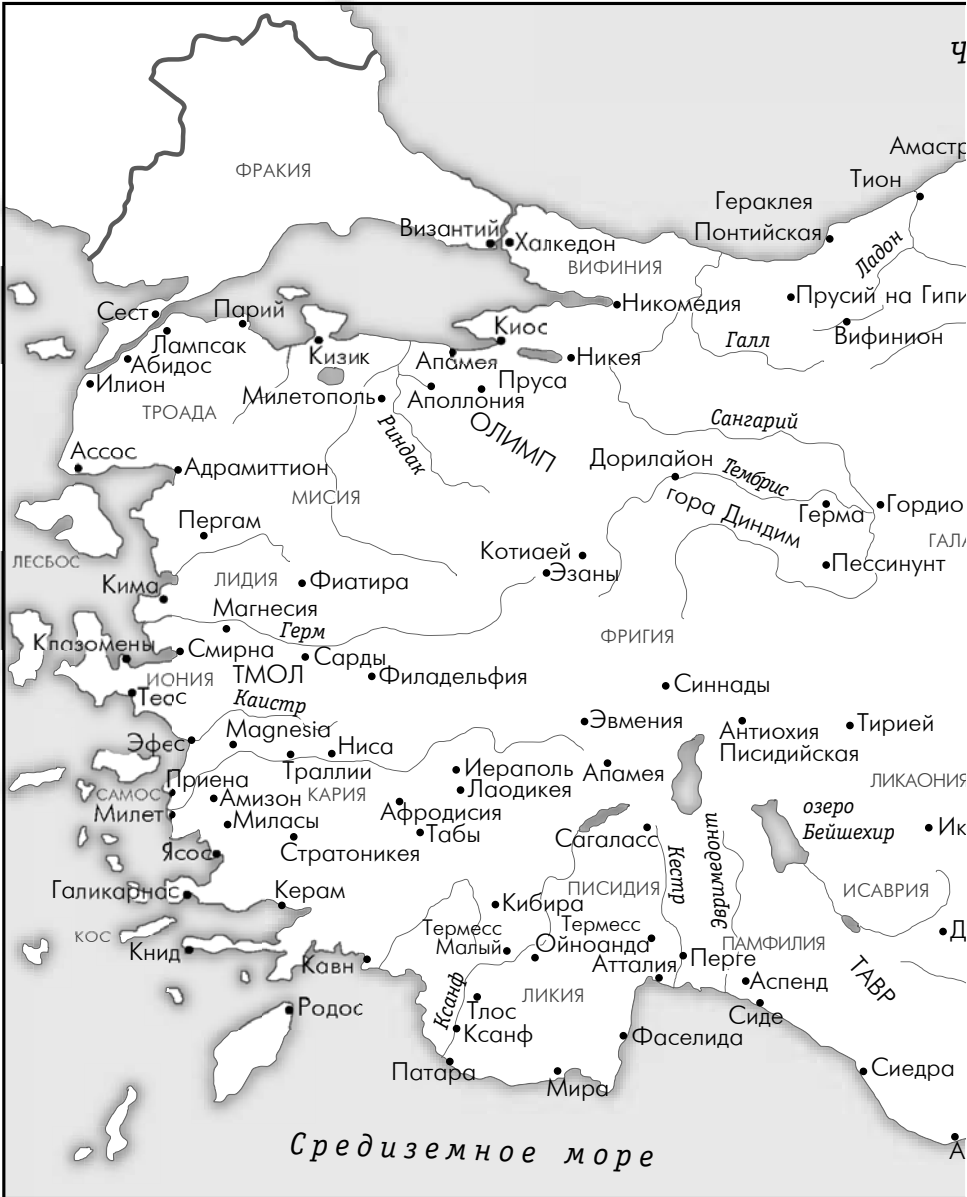 Ч
Амастр
Тион
ФРАКИЯ
Гераклея
Понтийская
Византий
Халкедон
ВИФИНИЯ
Ладон
Сест
Парий
Никомедия
Прусий на Гипи
Лампсак
Кизик
Киос
Галл
Вифинион
Абидос
Апамея
Никея
Илион
Милетополь
Аполлония
Пруса
ТРОАДА
Риндак
ОЛИМП
Сангарий
Ассос
Адрамиттион
Дорилайон
Тембрис
МИСИЯ
гора Диндим
Герма
Гордио
Пергам
ГАЛА
ЛЕСБОС
Котиаей
Эзаны
Пессинунт
Кима
ЛИДИЯ
Фиатира
Магнесия
Герм
ФРИГИЯ
Клазомены
Смирна
Сарды
ИОНИЯ
ТМОЛ
Филадельфия
Синнады
Теос
Каистр
Эфес
Magnesia
Ниса
Эвмения
Антиохия
Писидийская
Тирией
Траллии
Иераполь
Апамея
Приена
САМОС
Амизон
КАРИЯ
Лаодикея
ЛИКАОНИЯ
Милет
Миласы
Афродисия
Табы
озеро
Бейшехир
Ик
Ясос
Стратоникея
Сагаласс
Кестр
Эвримедонт
Галикарнас
Керам
Кибира
ПИСИДИЯ
ИСАВРИЯ
КОС
Термесс
Малый
Термесс
Ойноанда
ПАМФИЛИЯ
Д
Книд
Кавн
Атталия
Перге
ТАВР
Ксанф
Тлос
ЛИКИЯ
Аспенд
Родос
Ксанф
Сиде
Фаселида
Патара
Мира
Сиедра
Средиземное море
А